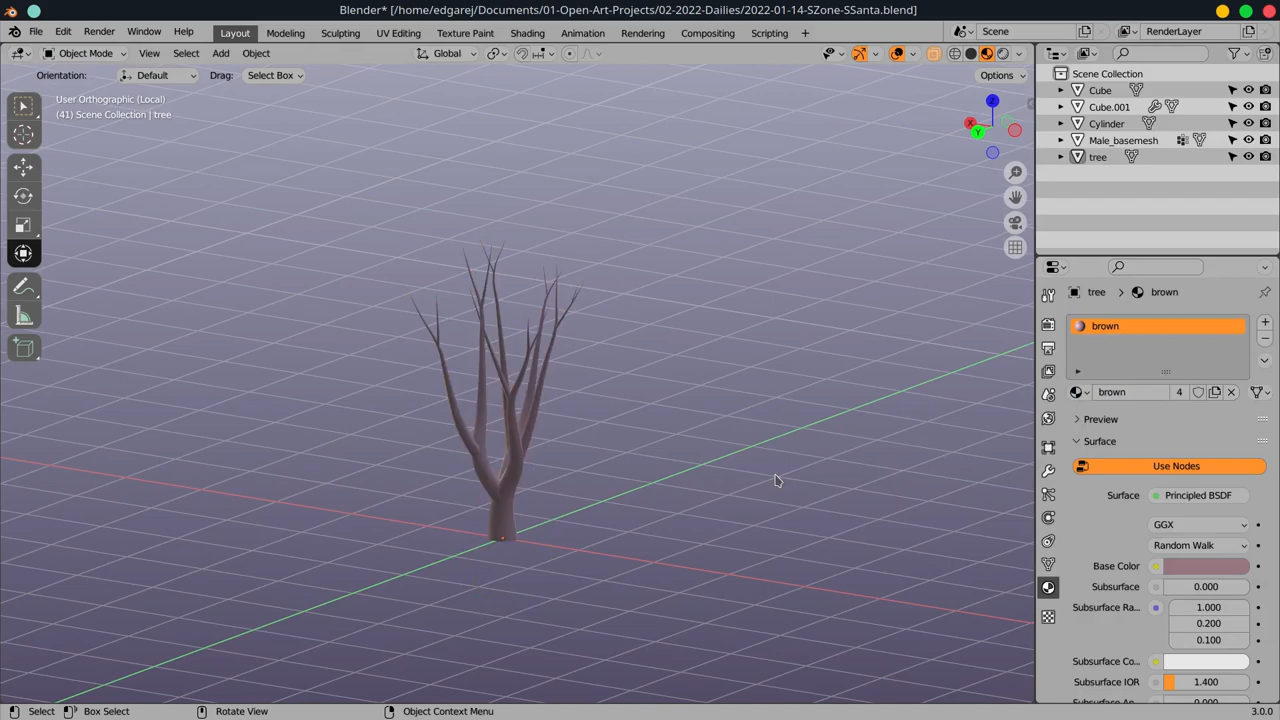 Blender* [/home/edgarej/Documents/01-Open-Art-Projects/02-2022-Dailies/2022-01-14-SZone-SSanta.blend]
File Edit Render Window Help Layout Modeling Sculpting UV Editing Texture Paint Shading Animation Rendering Compositing Scripting + Scene RenderLayer
Object Mode View Select Add Object Global
Orientation: Default Drag: Select Box Options
User Orthographic (Local)
(41) Scene Collection | tree
Z
X
Y
Scene Collection
Cube
Cube.001
Cylinder
Male_basemesh
tree
tree > brown
brown
brown 4
Preview
Surface
Use Nodes
Surface Principled BSDF
GGX
Random Walk
Base Color
Subsurface 0.000
Subsurface Ra... 1.000
0.200
0.100
Subsurface Co...
Subsurface IOR 1.400
Select Box Select Rotate View Object Context Menu 3.0.0